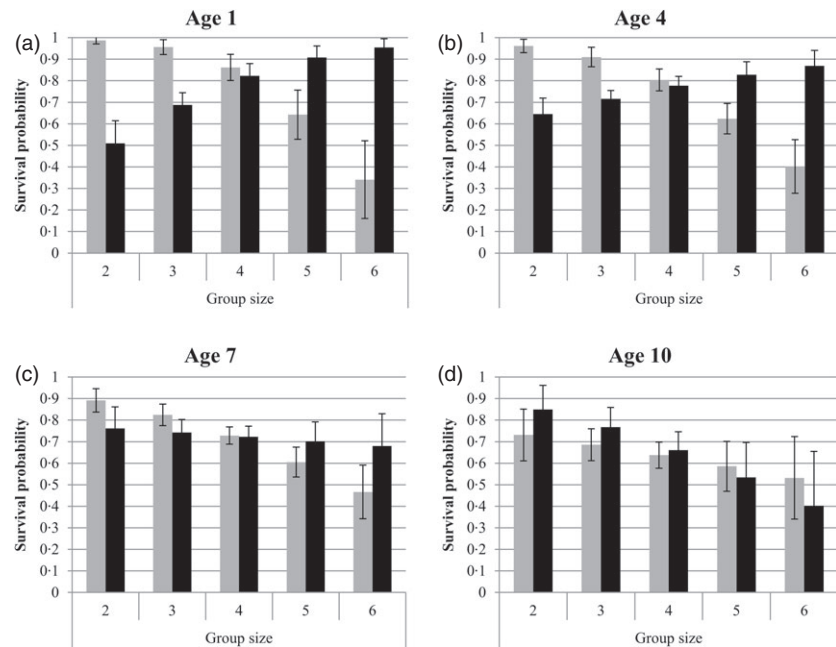 Age 1
(a)
Survival probability
1
0·9
0·8
0·7
0·6
0·5
0·4
0·3
0·2
0·1
0
2 3 4 5 6
Group size
Age 4
(b)
Survival probability
1
0·9
0·8
0·7
0·6
0·5
0·4
0·3
0·2
0·1
0
2 3 4 5 6
Group size
Age 7
(c)
Survival probability
1
0·9
0·8
0·7
0·6
0·5
0·4
0·3
0·2
0·1
0
2 3 4 5 6
Group size
Age 10
(d)
Survival probability
1
0·9
0·8
0·7
0·6
0·5
0·4
0·3
0·2
0·1
0
2 3 4 5 6
Group size